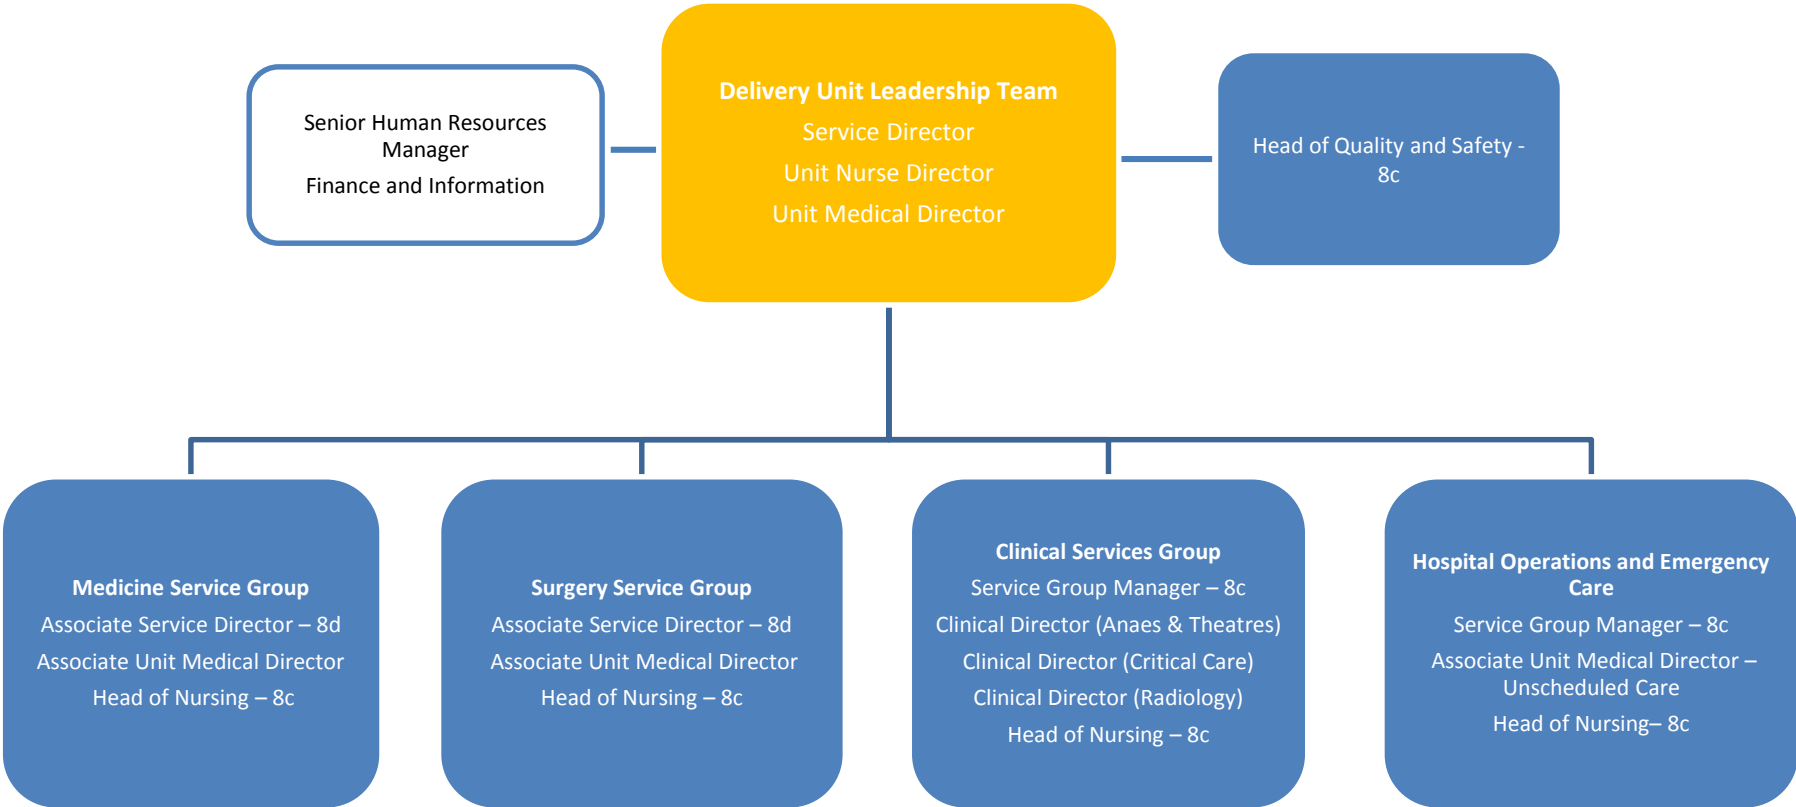 Senior Human Resources
Manager
Finance and Information
Delivery Unit Leadership Team
Service Director
Unit Nurse Director
Unit Medical Director
Head of Quality and Safety -
8c
Medicine Service Group
Associate Service Director – 8d
Associate Unit Medical Director
Head of Nursing – 8c
Surgery Service Group
Associate Service Director – 8d
Associate Unit Medical Director
Head of Nursing – 8c
Clinical Services Group
Service Group Manager – 8c
Clinical Director (Anaes & Theatres)
Clinical Director (Critical Care)
Clinical Director (Radiology)
Head of Nursing – 8c
Hospital Operations and Emergency
Care
Service Group Manager – 8c
Associate Unit Medical Director –
Unscheduled Care
Head of Nursing– 8c